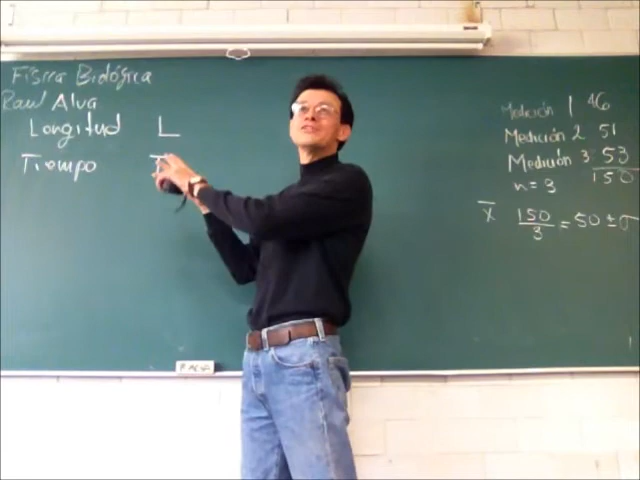 Física Biológica
Raul Alva
Longitud L
Tiempo T
Medición 1 46
Medición 2 51
Medición 3 53
150
n = 3
x̄ 150/3 = 50 ± σ